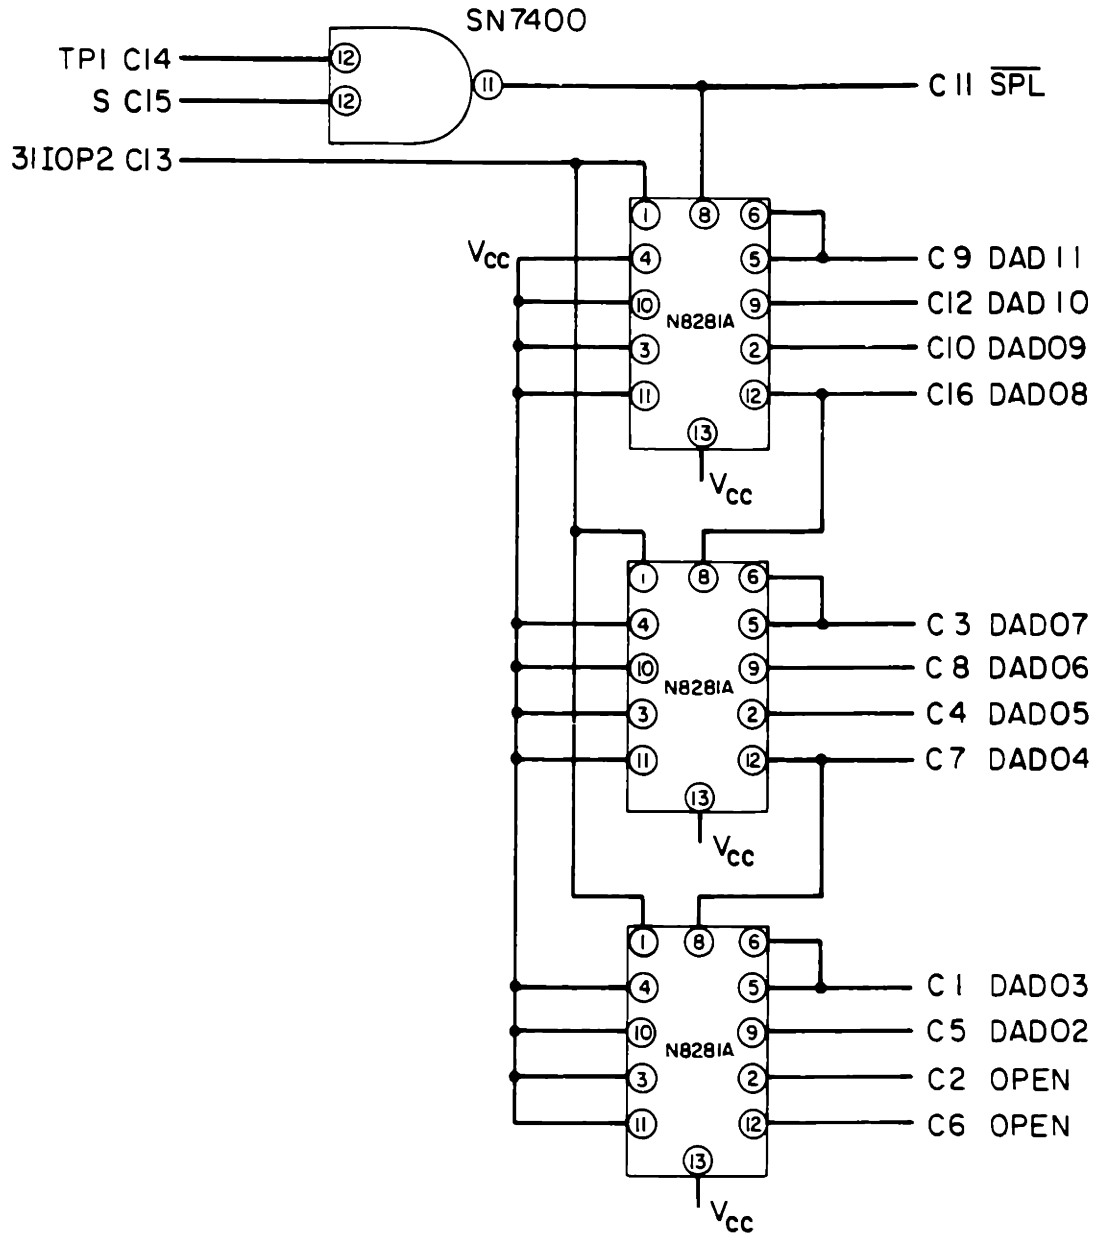 SN7400
TP1 C14
12
S C15
12
11
C11 SPL
31IOP2 C13
1
8
6
Vcc
4
5
C9 DAD11
10
N8281A
9
C12 DAD10
3
2
C10 DAD09
11
12
C16 DAD08
13
Vcc
1
8
6
4
5
C3 DAD07
10
N8281A
9
C8 DAD06
3
2
C4 DAD05
11
12
C7 DAD04
13
Vcc
1
8
6
4
5
C1 DAD03
10
N8281A
9
C5 DAD02
3
2
C2 OPEN
11
12
C6 OPEN
13
Vcc